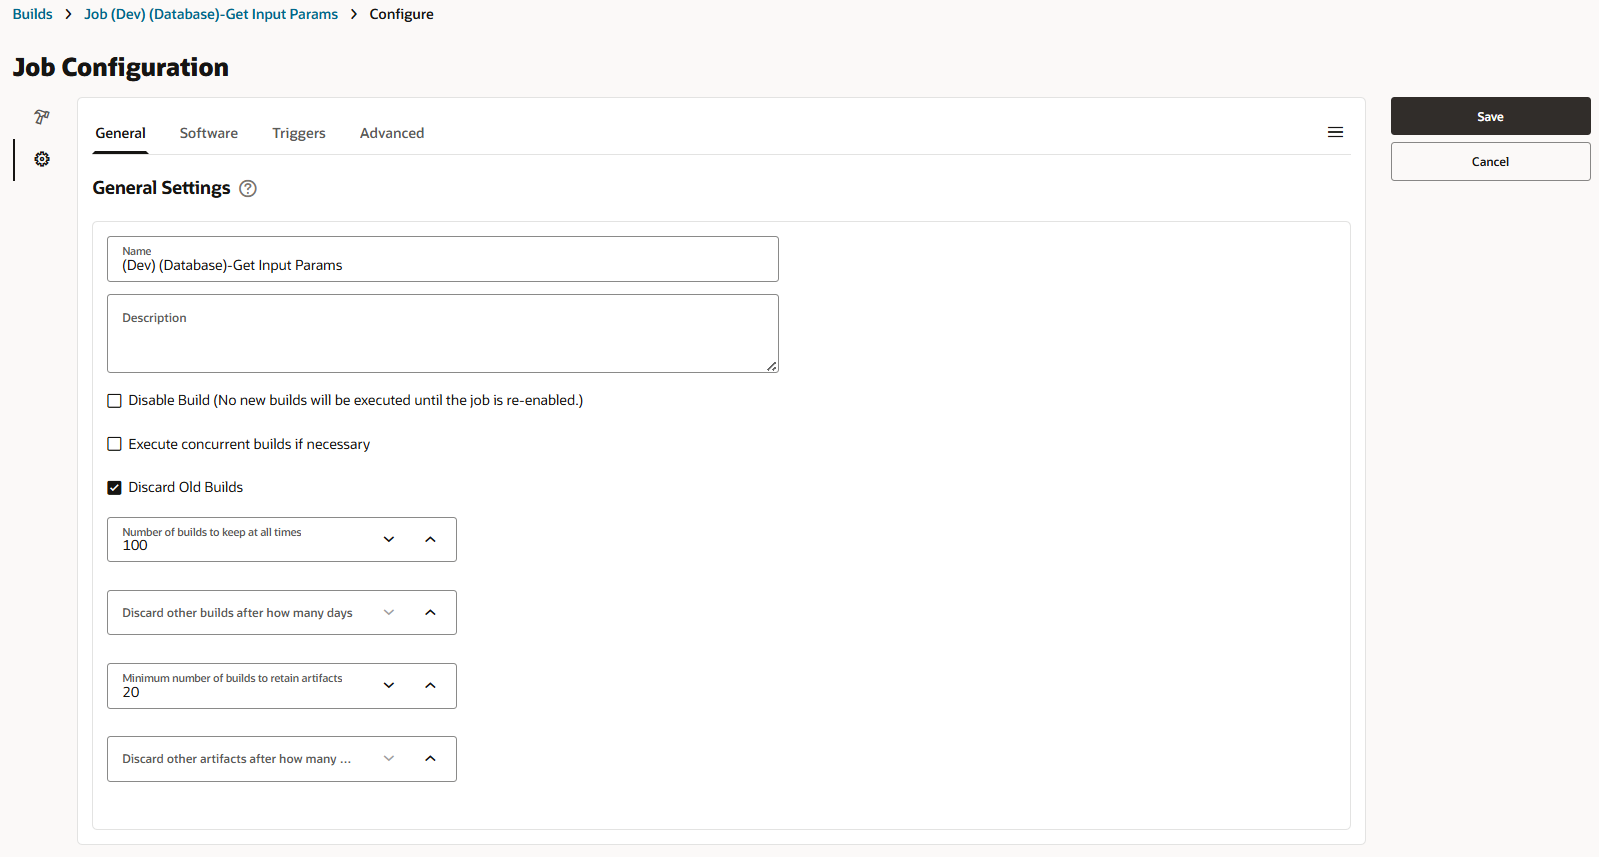 Builds > Job (Dev) (Database)-Get Input Params > Configure
Job Configuration
General Software Triggers Advanced
Save
Cancel
General Settings ?
Name
(Dev) (Database)-Get Input Params
Description
Disable Build (No new builds will be executed until the job is re-enabled.)
Execute concurrent builds if necessary
Discard Old Builds
Number of builds to keep at all times
100
Discard other builds after how many days
Minimum number of builds to retain artifacts
20
Discard other artifacts after how many ...